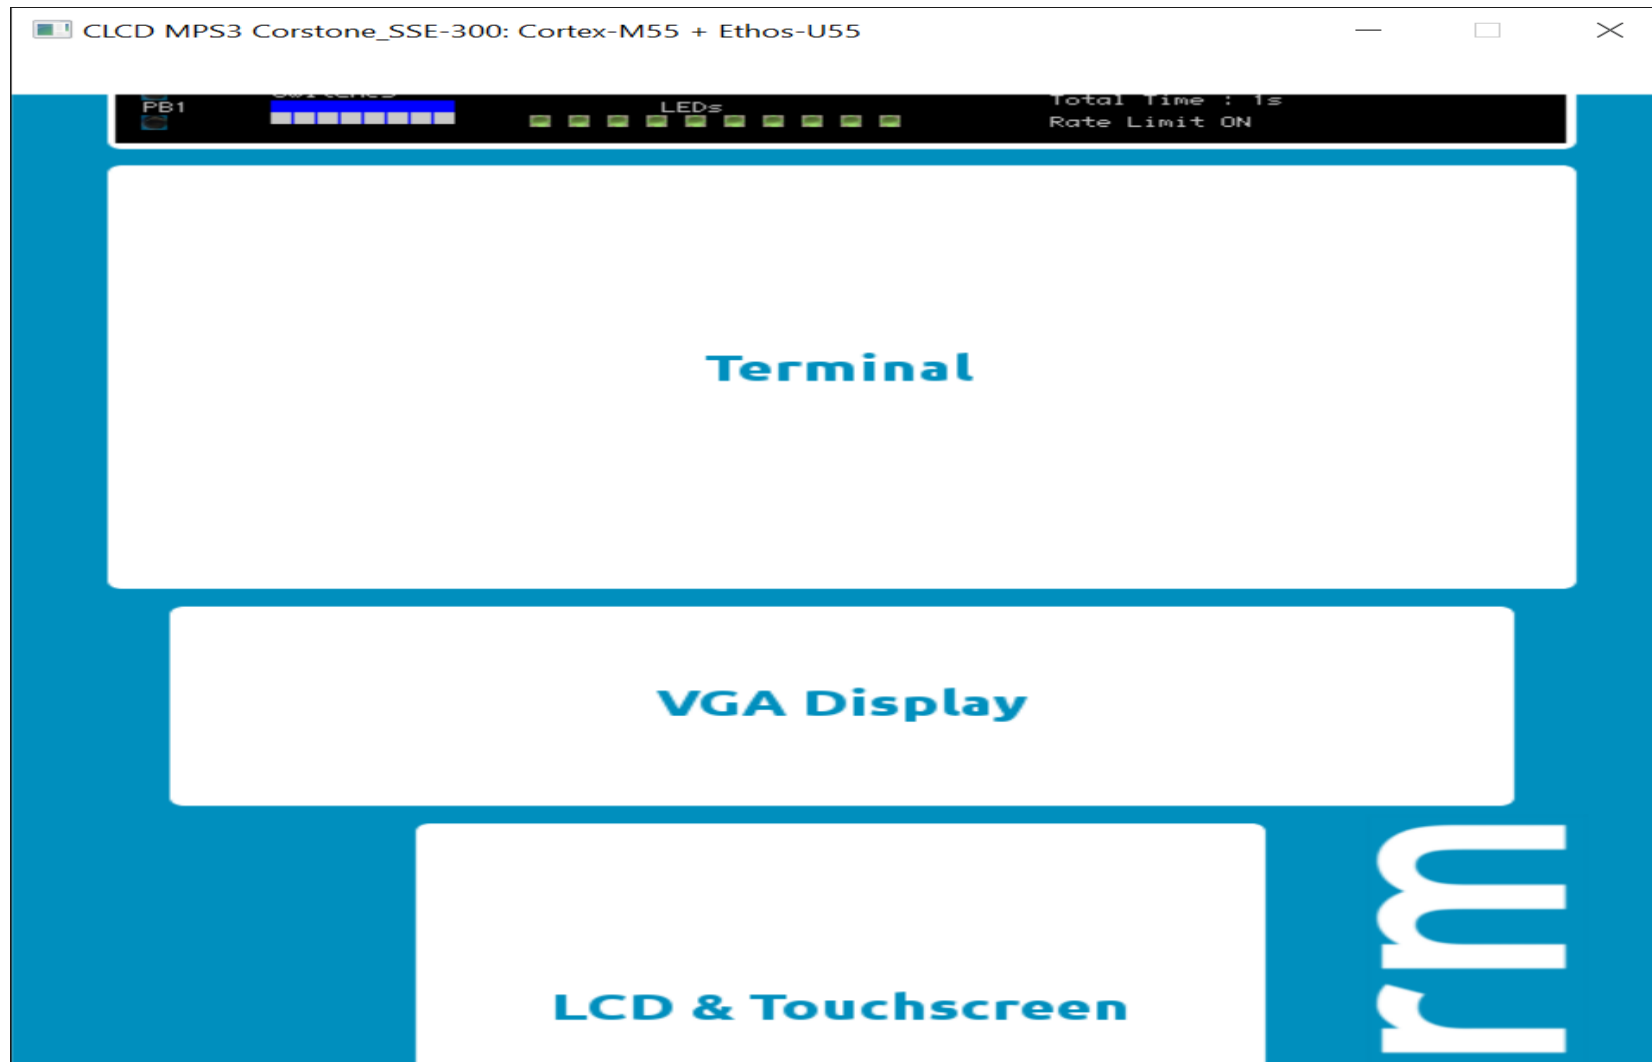 CLCD MPS3 Corstone_SSE-300: Cortex-M55 + Ethos-U55
Switches
PB1
LEDs
Total Time : 1s
Rate Limit ON
Terminal
VGA Display
LCD & Touchscreen
rm